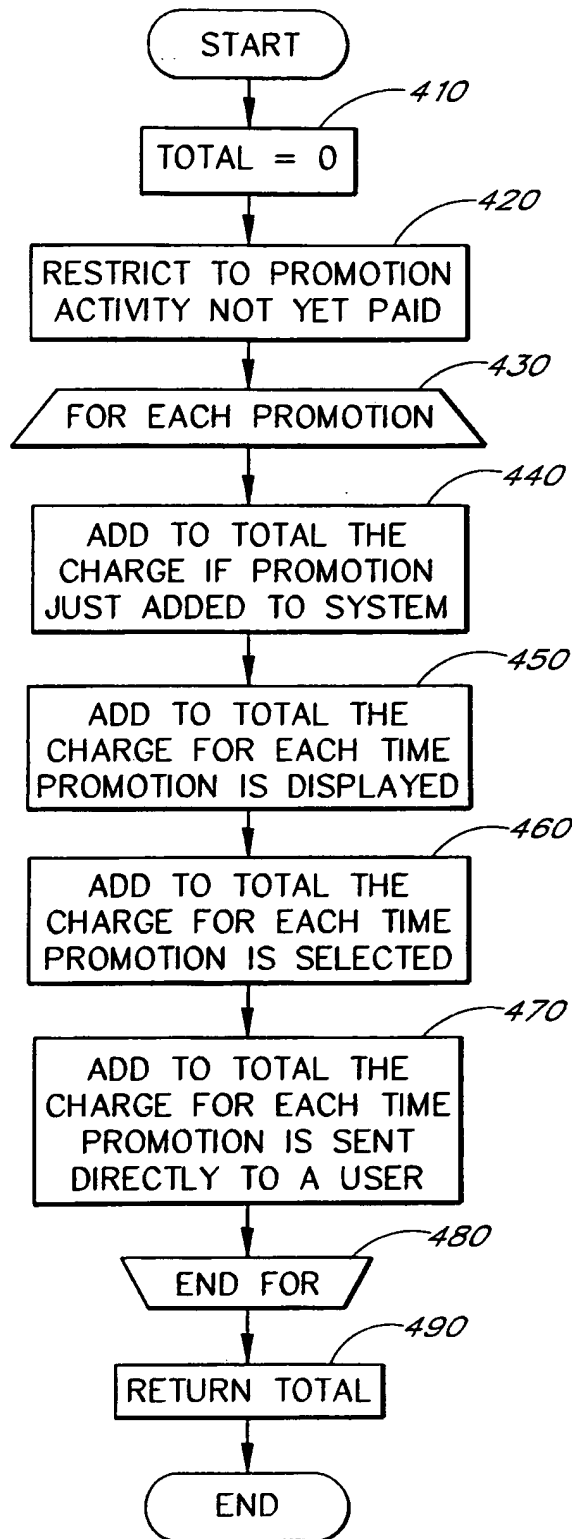 START
410
TOTAL = 0
420
RESTRICT TO PROMOTION
ACTIVITY NOT YET PAID
430
FOR EACH PROMOTION
440
ADD TO TOTAL THE
CHARGE IF PROMOTION
JUST ADDED TO SYSTEM
450
ADD TO TOTAL THE
CHARGE FOR EACH TIME
PROMOTION IS DISPLAYED
460
ADD TO TOTAL THE
CHARGE FOR EACH TIME
PROMOTION IS SELECTED
470
ADD TO TOTAL THE
CHARGE FOR EACH TIME
PROMOTION IS SENT
DIRECTLY TO A USER
480
END FOR
490
RETURN TOTAL
END